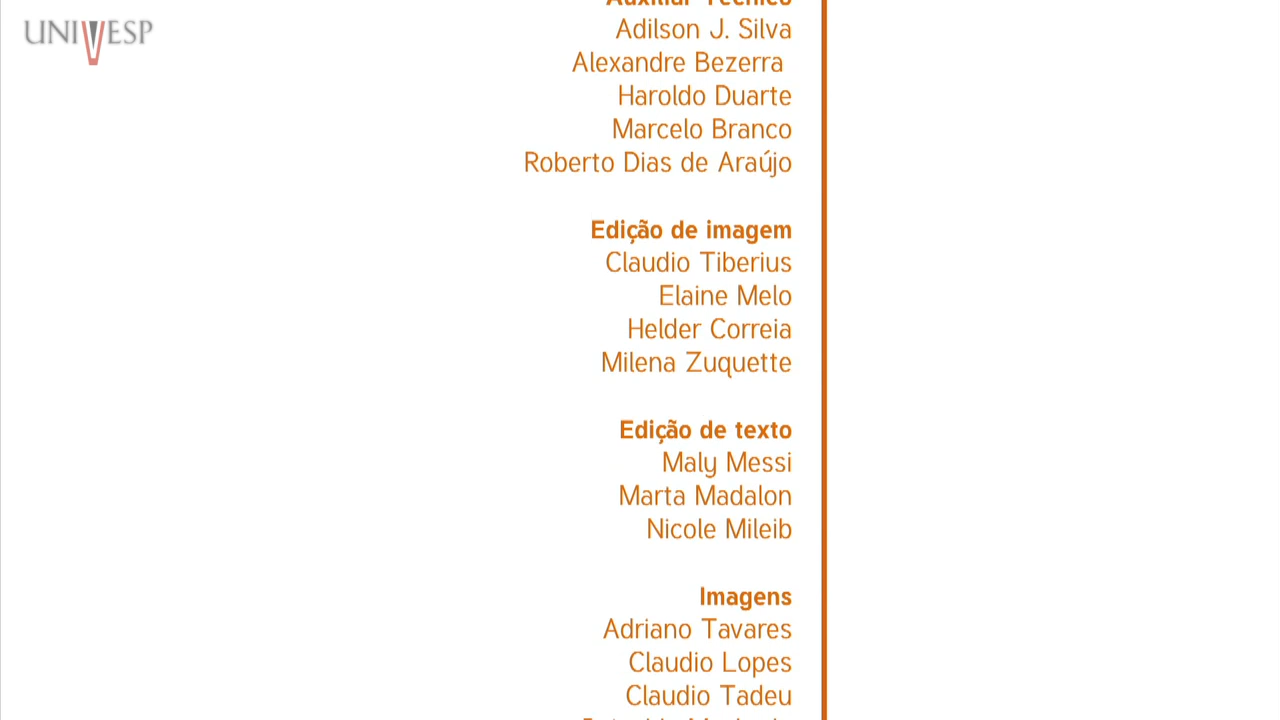 UNIVESP
Auxiliar Técnico
Adilson J. Silva
Alexandre Bezerra
Haroldo Duarte
Marcelo Branco
Roberto Dias de Araújo
Edição de imagem
Claudio Tiberius
Elaine Melo
Helder Correia
Milena Zuquette
Edição de texto
Maly Messi
Marta Madalon
Nicole Mileib
Imagens
Adriano Tavares
Claudio Lopes
Claudio Tadeu